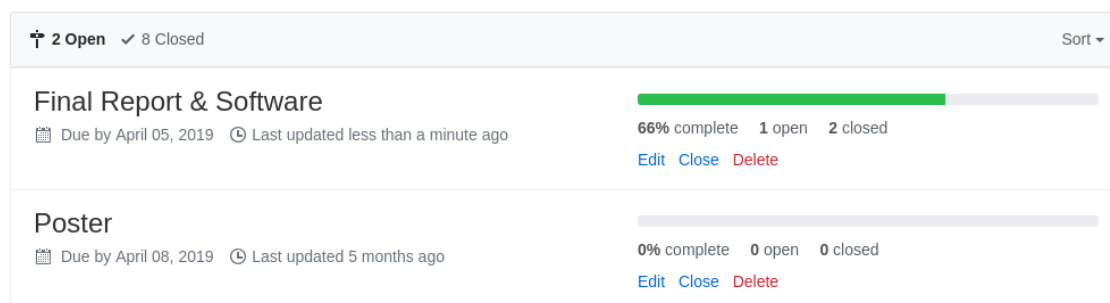 2 Open 8 Closed Sort
Final Report & Software
Due by April 05, 2019 Last updated less than a minute ago
66% complete 1 open 2 closed
Edit Close Delete
Poster
Due by April 08, 2019 Last updated 5 months ago
0% complete 0 open 0 closed
Edit Close Delete